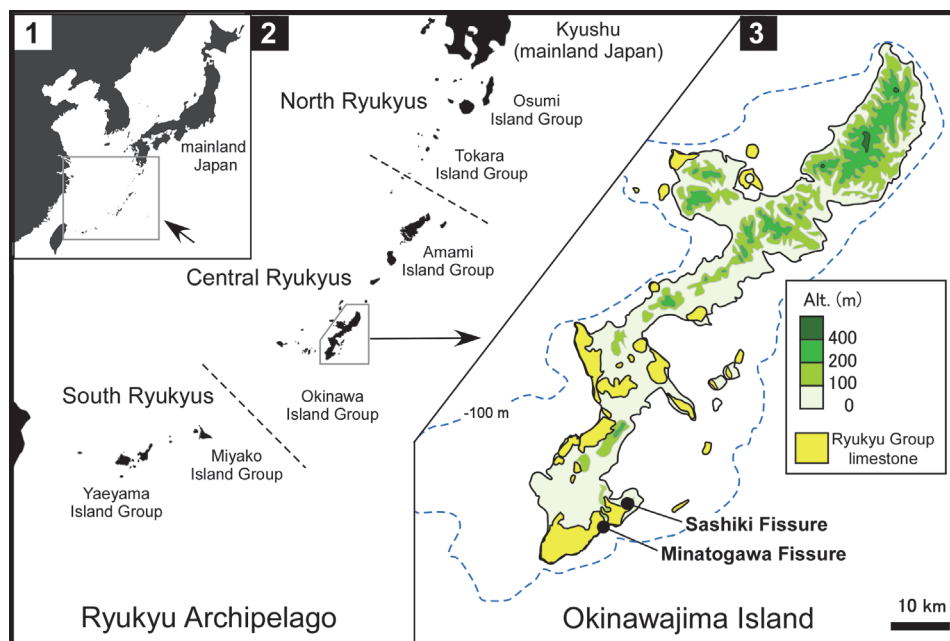 1
mainland
Japan
2
Kyushu
(mainland Japan)
North Ryukyus
Osumi
Island Group
Tokara
Island Group
Amami
Island Group
Central Ryukyus
Okinawa
Island Group
South Ryukyus
Miyako
Island Group
Yaeyama
Island Group
Ryukyu Archipelago
3
-100 m
Alt. (m)
400
200
100
0
Ryukyu Group
limestone
Sashiki Fissure
Minatogawa Fissure
Okinawajima Island
10 km